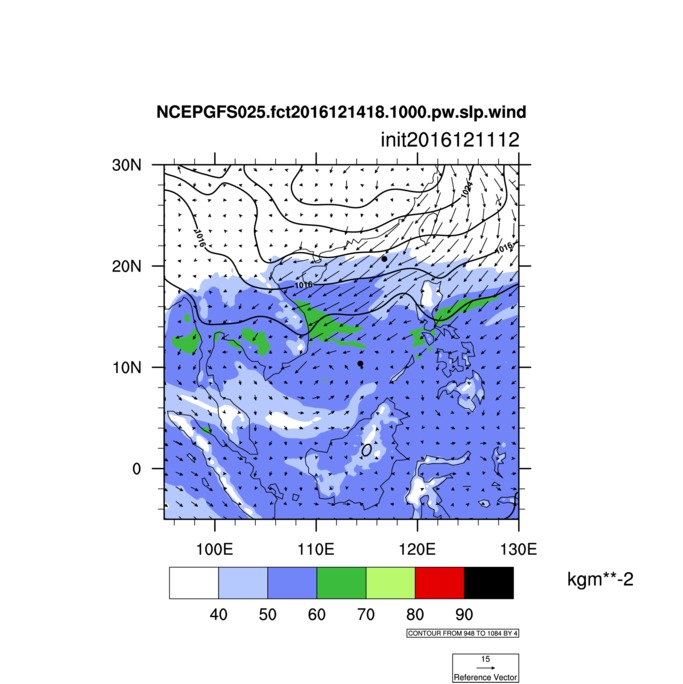 NCEPGFS025.fct2016121418.1000.pw.slp.wind
init2016121112
30N
1024
1016
1016
20N
1016
10N
0
100E 110E 120E 130E
kgm**-2
40 50 60 70 80 90
CONTOUR FROM 948 TO 1084 BY 4
15
Reference Vector